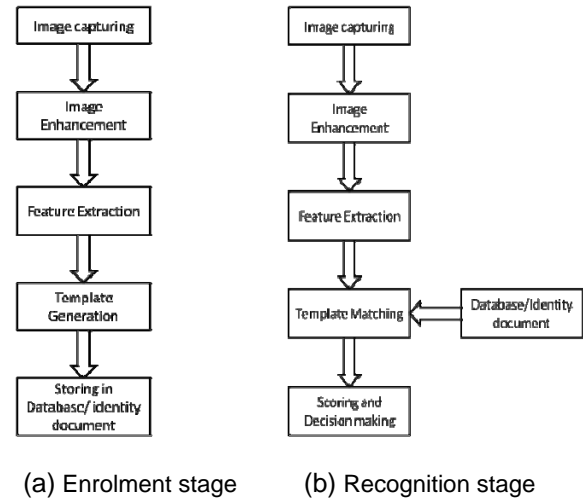 Image capturing
Image
Enhancement
Feature Extraction
Template
Generation
Storing in
Database/ identity
document
(a) Enrolment stage
Image capturing
Image
Enhancement
Feature Extraction
Template Matching
Database/Identity
document
Scoring and
Decision making
(b) Recognition stage